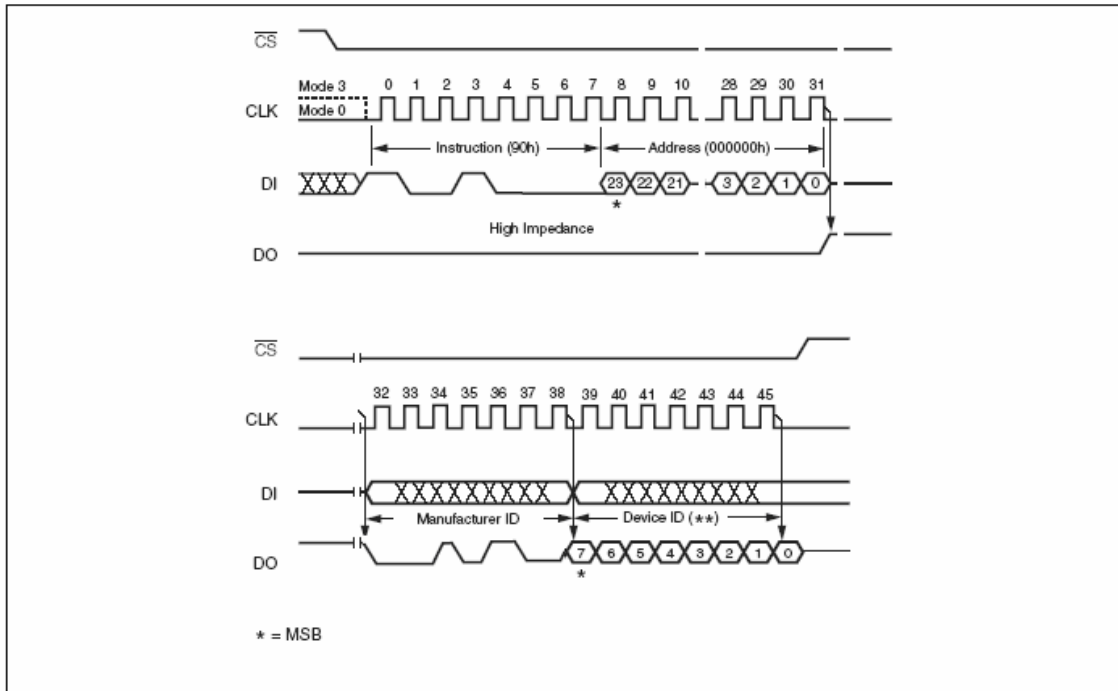 CS
Mode 3
0 1 2 3 4 5 6 7 8 9 10 28 29 30 31
CLK
Mode 0
Instruction (90h)
Address (000000h)
DI
23 22 21 3 2 1 0
*
High Impedance
DO
CS
32 33 34 35 36 37 38 39 40 41 42 43 44 45
CLK
DI
Manufacturer ID
Device ID (**)
DO
7 6 5 4 3 2 1 0
*
* = MSB